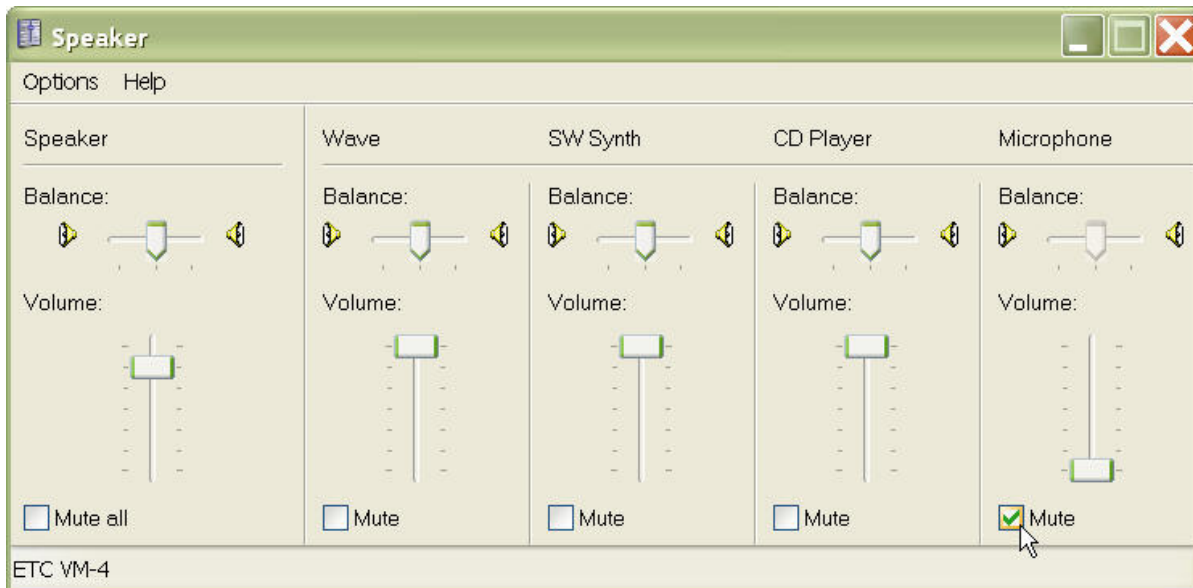 Speaker
Options Help
Speaker Wave SW Synth CD Player Microphone
Balance: Balance: Balance: Balance: Balance:
Volume: Volume: Volume: Volume: Volume:
Mute all Mute Mute Mute Mute
ETC VM-4